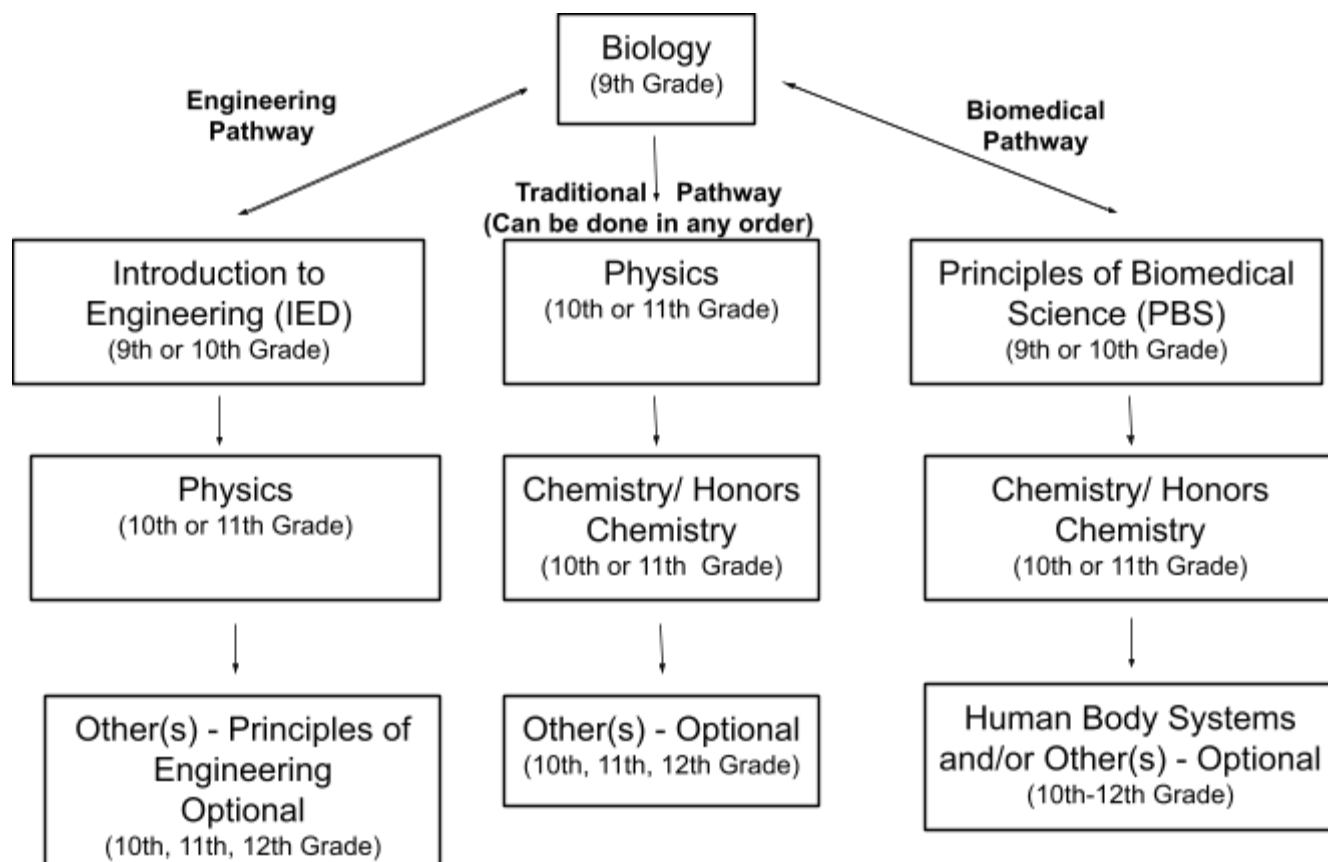 Biology
(9th Grade)
Engineering
Pathway
Biomedical
Pathway
Traditional Pathway
(Can be done in any order)
Introduction to
Engineering (IED)
(9th or 10th Grade)
Physics
(10th or 11th Grade)
Principles of Biomedical
Science (PBS)
(9th or 10th Grade)
Physics
(10th or 11th Grade)
Chemistry/ Honors
Chemistry
(10th or 11th Grade)
Chemistry/ Honors
Chemistry
(10th or 11th Grade)
Other(s) - Principles of
Engineering
Optional
(10th, 11th, 12th Grade)
Other(s) - Optional
(10th, 11th, 12th Grade)
Human Body Systems
and/or Other(s) - Optional
(10th-12th Grade)